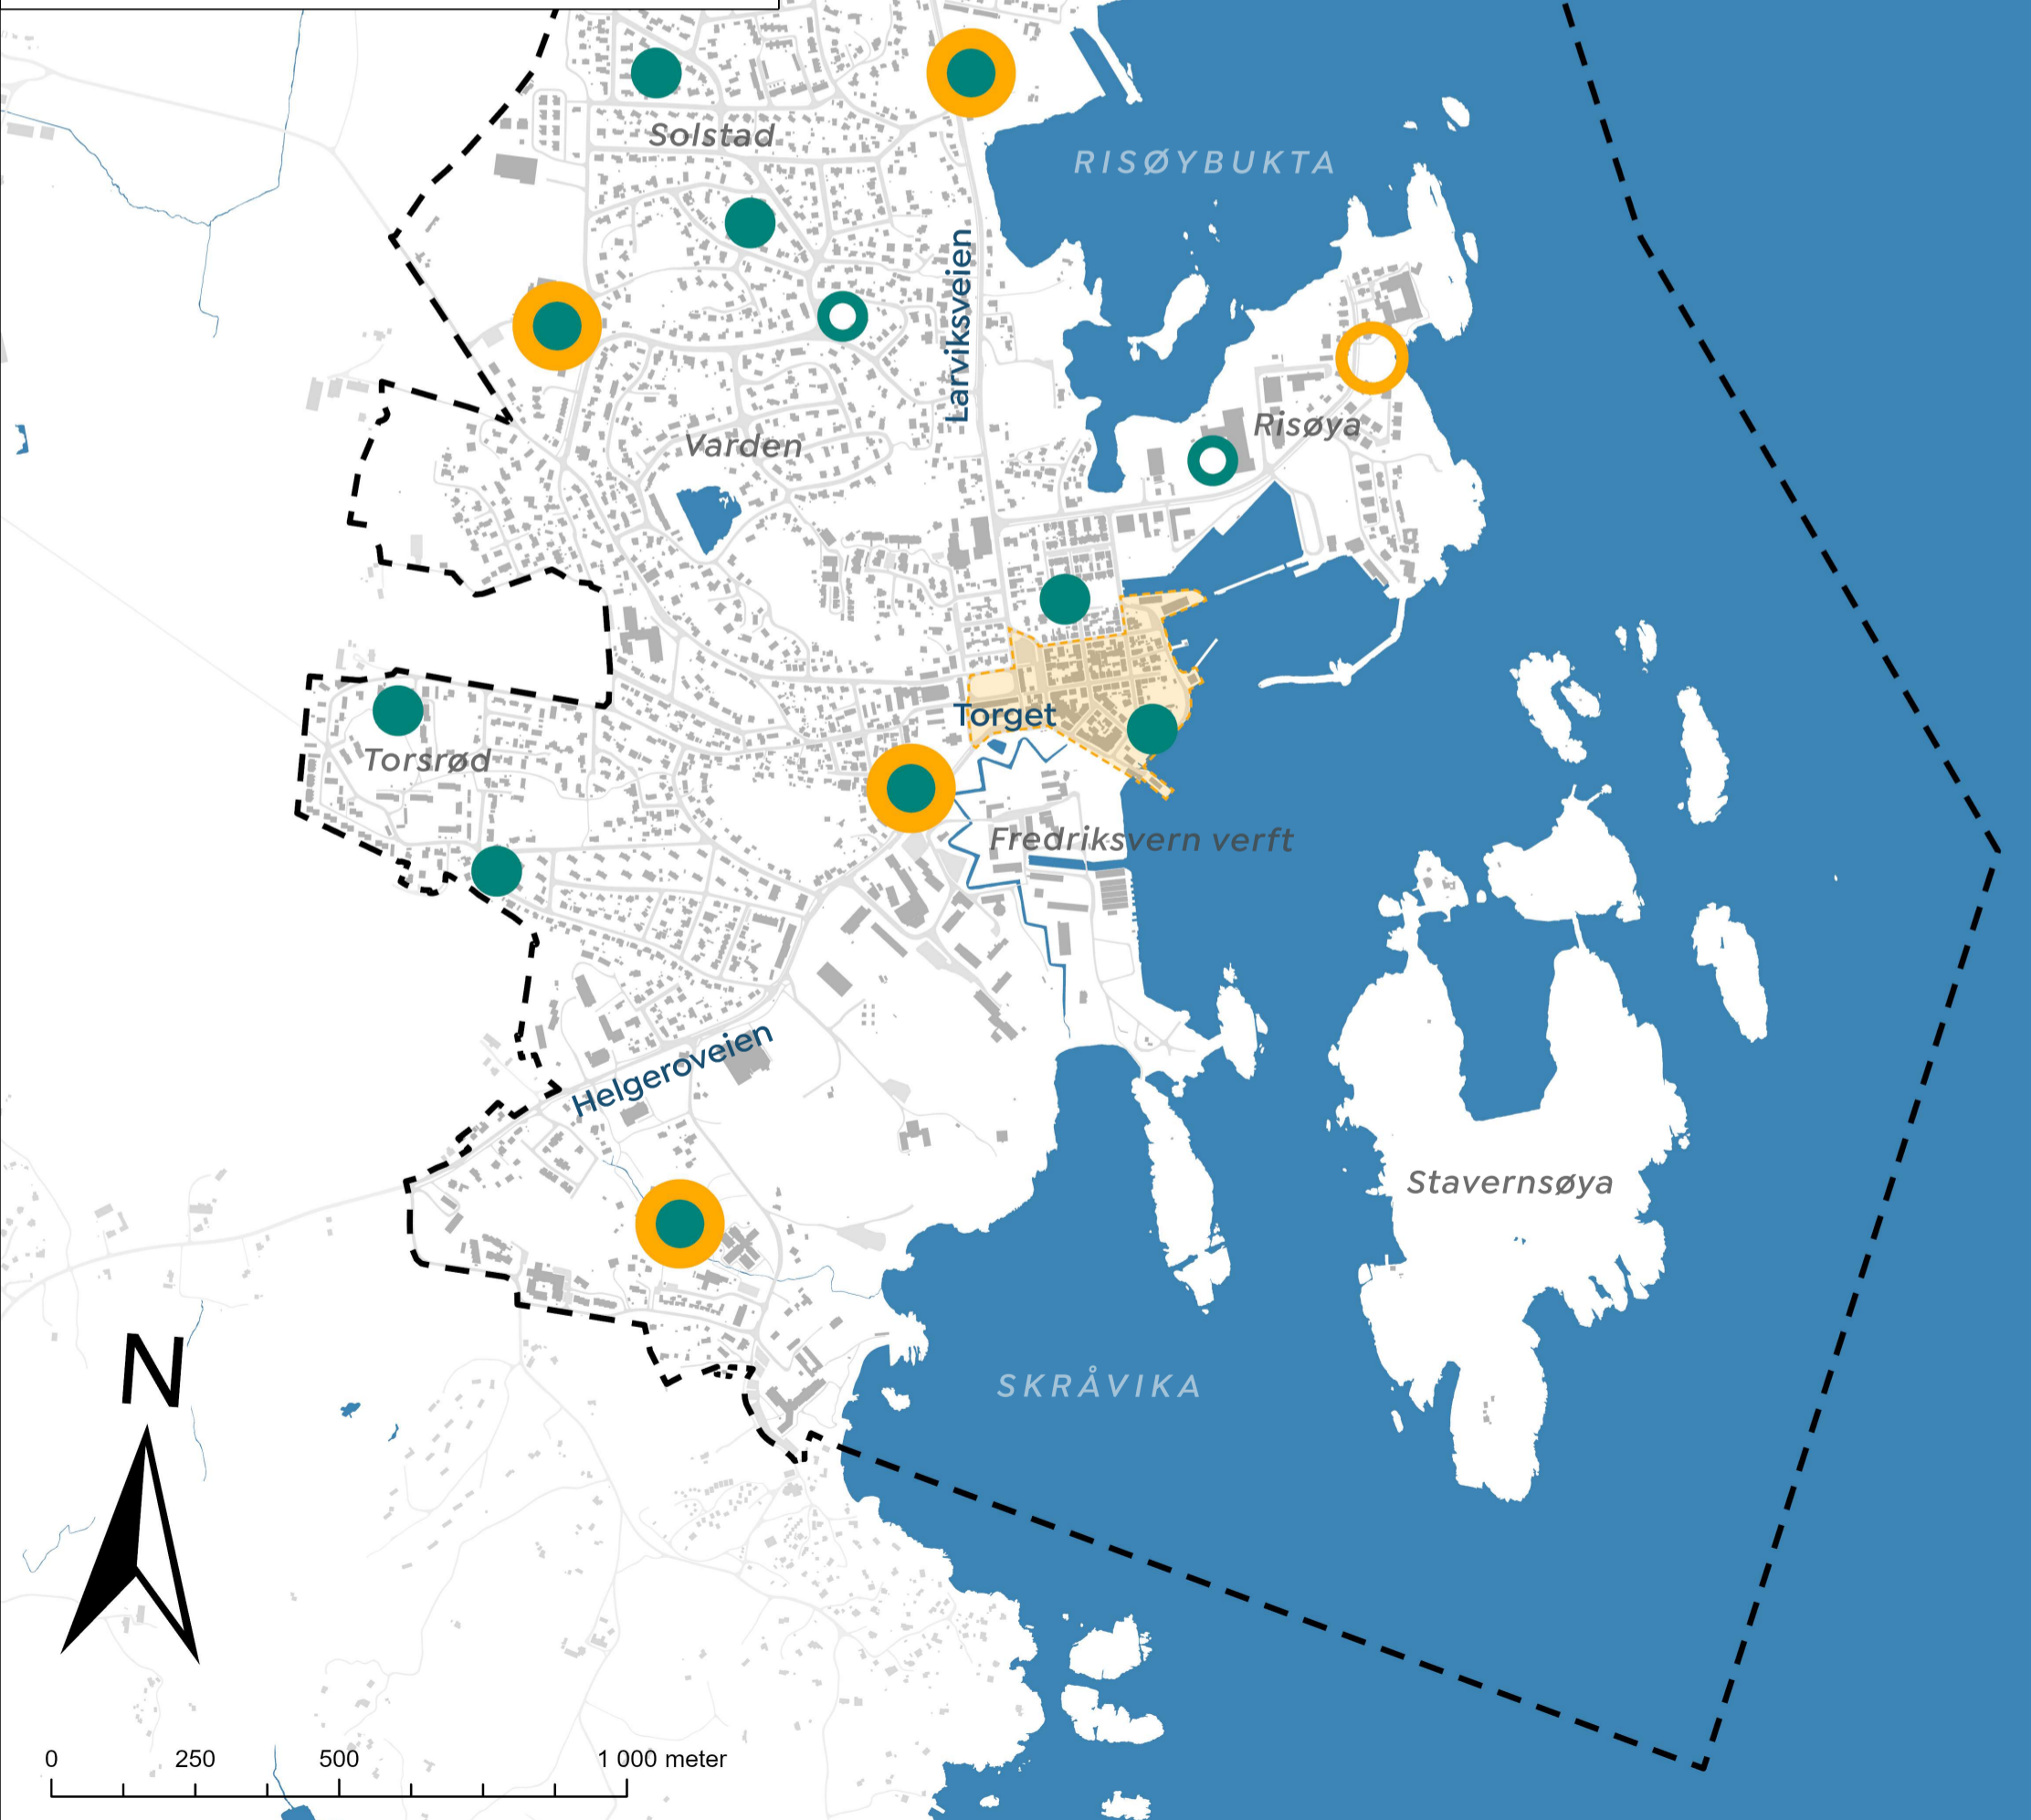 Solstad
RISØYBUKTA
Larviksveien
Risøya
Varden
Torget
Torsrød
Fredriksvern verft
Helgeroveien
Stavernsøya
N
SKRÅVIKA
0 250 500 1 000 meter